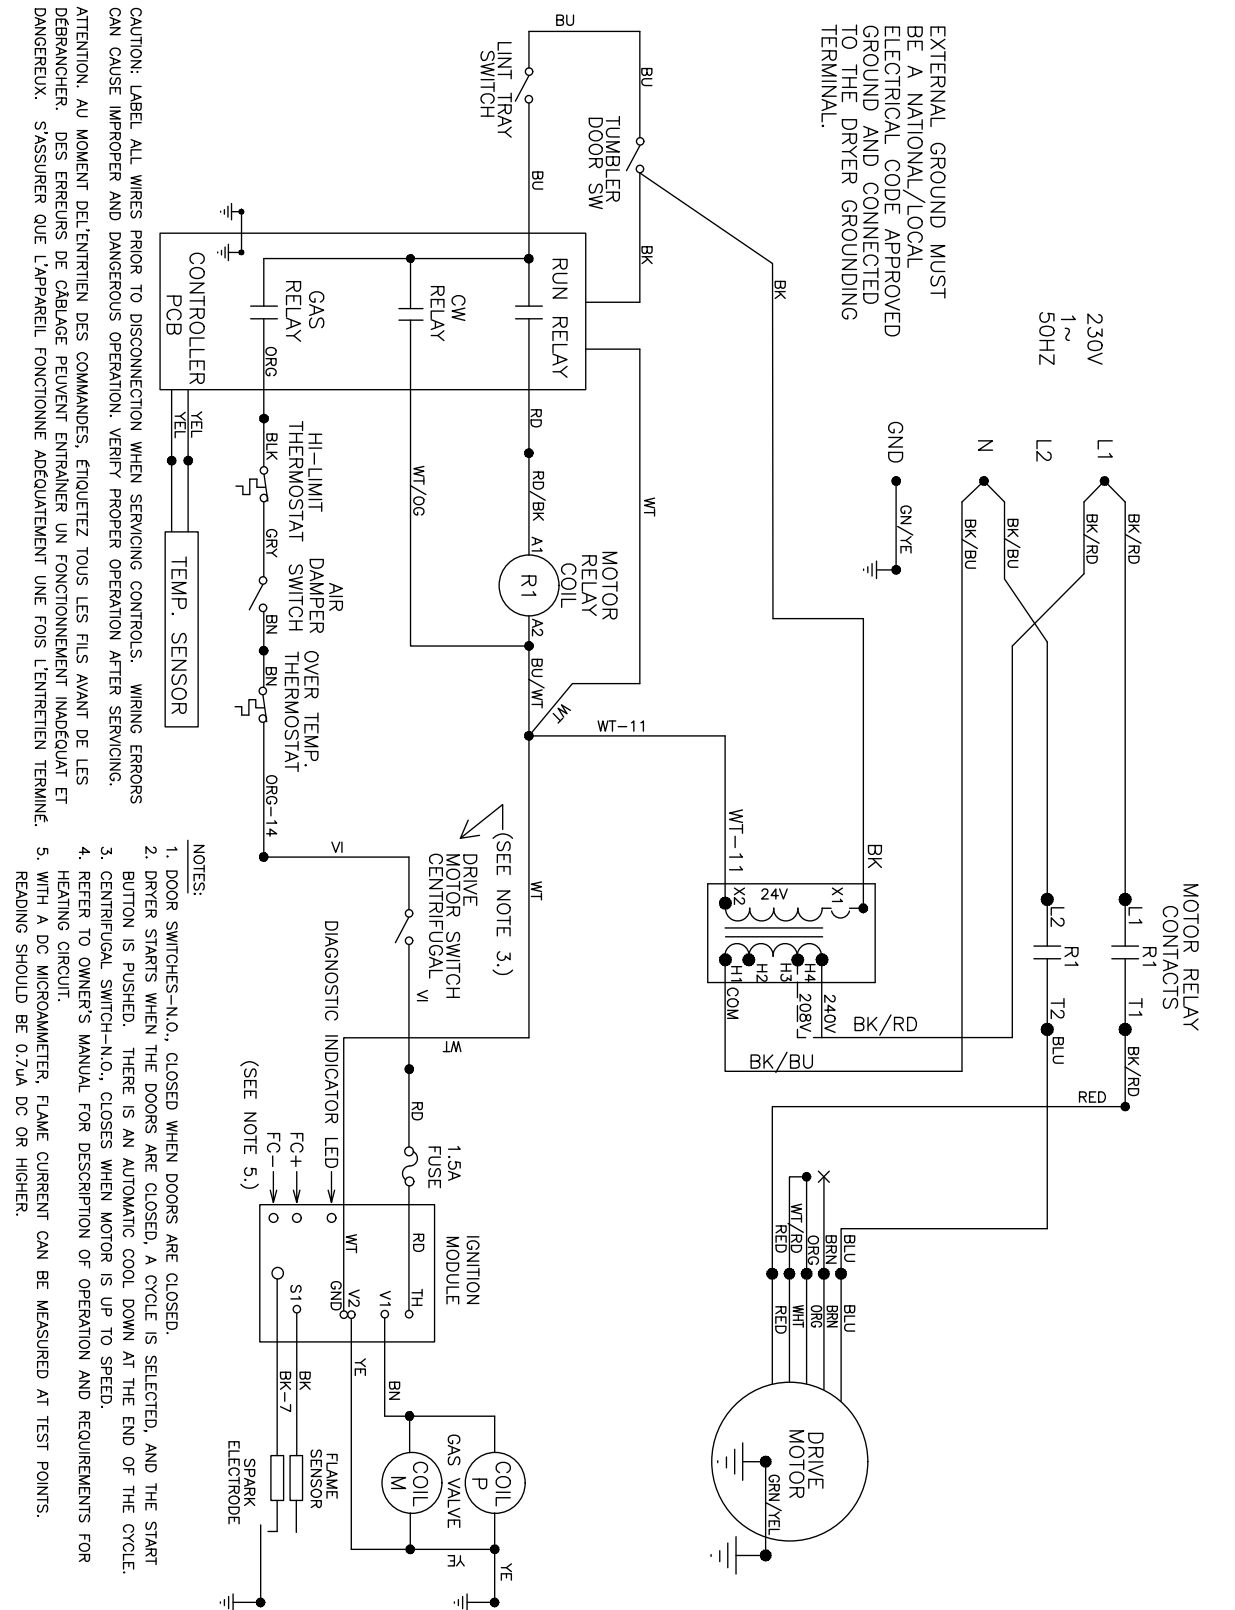 EXTERNAL GROUND MUST
BE A NATIONAL/LOCAL
ELECTRICAL CODE APPROVED
GROUND AND CONNECTED
TO THE DRYER GROUNDING
TERMINAL.
230V
1~
50HZ
L1
L2
N
GND
BK/RD
BK/RD
BK/BU
BK/BU
GN/YE
MOTOR RELAY
CONTACTS
L1
R1
T1
L2
R1
T2
BK/RD
BLU
RED
BK/RD
BK/BU
BLU
BRN
ORG
WT/RD
RED
BLU
BRN
ORG
WHT
RED
DRIVE
MOTOR
GRN/YEL
BK
BK
X1
24V
X2
H4
H3
H2
H1
240V
208V
COM
WT-11
WT-11
BU
BU
TUMBLER
DOOR SW
BK
LINT TRAY
SWITCH
BU
WT
WT
RUN RELAY
CW
RELAY
GAS
RELAY
CONTROLLER
PCB
RD
RD/BK
A1
R1
A2
MOTOR
RELAY
COIL
BU/WT
WT/OG
WT
WT
ORG
BLK
HI-LIMIT
THERMOSTAT
GRY
AIR
DAMPER
SWITCH
BN
BN
OVER TEMP.
THERMOSTAT
ORG-14
YEL
YEL
TEMP. SENSOR
VI
(SEE NOTE 3.)
DRIVE
MOTOR SWITCH
CENTRIFUGAL
VI
RD
1.5A
FUSE
DIAGNOSTIC INDICATOR LED
FC+
FC-
(SEE NOTE 5.)
IGNITION
MODULE
RD
TH
WT
V1
V2
GND
S1
BN
YE
BK
BK-7
GAS VALVE
COIL
P
COIL
M
YE
YE
FLAME
SENSOR
SPARK
ELECTRODE
CAUTION: LABEL ALL WIRES PRIOR TO DISCONNECTION WHEN SERVICING CONTROLS. WIRING ERRORS
CAN CAUSE IMPROPER AND DANGEROUS OPERATION. VERIFY PROPER OPERATION AFTER SERVICING.
ATTENTION. AU MOMENT DEL'ENTRTIEN DES COMMANDES, ÉTIQUETEZ TOUS LES FILS AVANT DE LES
DÉBRANCHER. DES ERREURS DE CÂBLAGE PEUVENT ENTRAÎNER UN FONCTIONNEMENT INADÉQUAT ET
DANGEREUX. S'ASSURER QUE L'APPAREIL FONCTIONNE ADÉQUATEMENT UNE FOIS L'ENTRETIEN TERMINÉ.
NOTES:
1. DOOR SWITCHES-N.O., CLOSED WHEN DOORS ARE CLOSED.
2. DRYER STARTS WHEN THE DOORS ARE CLOSED, A CYCLE IS SELECTED, AND THE START
BUTTON IS PUSHED. THERE IS AN AUTOMATIC COOL DOWN AT THE END OF THE CYCLE.
3. CENTRIFUGAL SWITCH-N.O., CLOSES WHEN MOTOR IS UP TO SPEED.
4. REFER TO OWNER'S MANUAL FOR DESCRIPTION OF OPERATION AND REQUIREMENTS FOR
HEATING CIRCUIT.
5. WITH A DC MICROAMMETER, FLAME CURRENT CAN BE MEASURED AT TEST POINTS.
READING SHOULD BE 0.7uA DC OR HIGHER.